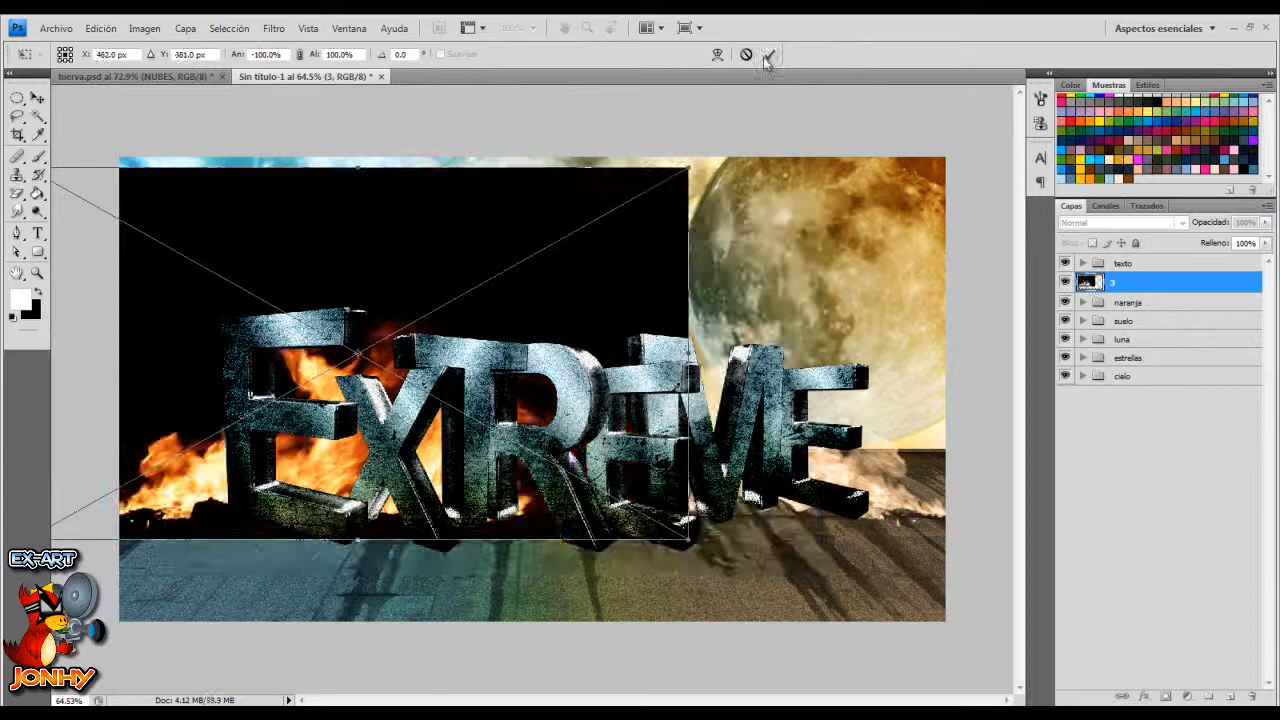 Ps Archivo Edición Imagen Capa Selección Filtro Vista Ventana Ayuda 100% Aspectos esenciales
X: 462.0 px Y: 381.0 px An: -100.0% Al: 100.0% 0.0 ° Suavizar
hierva.psd al 72.9% (NUBES, RGB/8) * Sin título-1 al 64.5% (3, RGB/8) *
Color Muestras Estilos
Capas Canales Trazados
Normal Opacidad: 100%
Relleno: 100%
texto
3
naranja
suelo
luna
estrellas
cielo
EXTREME
EX-ART
JONHY
64.53% Doc: 4.12 MB/93.3 MB